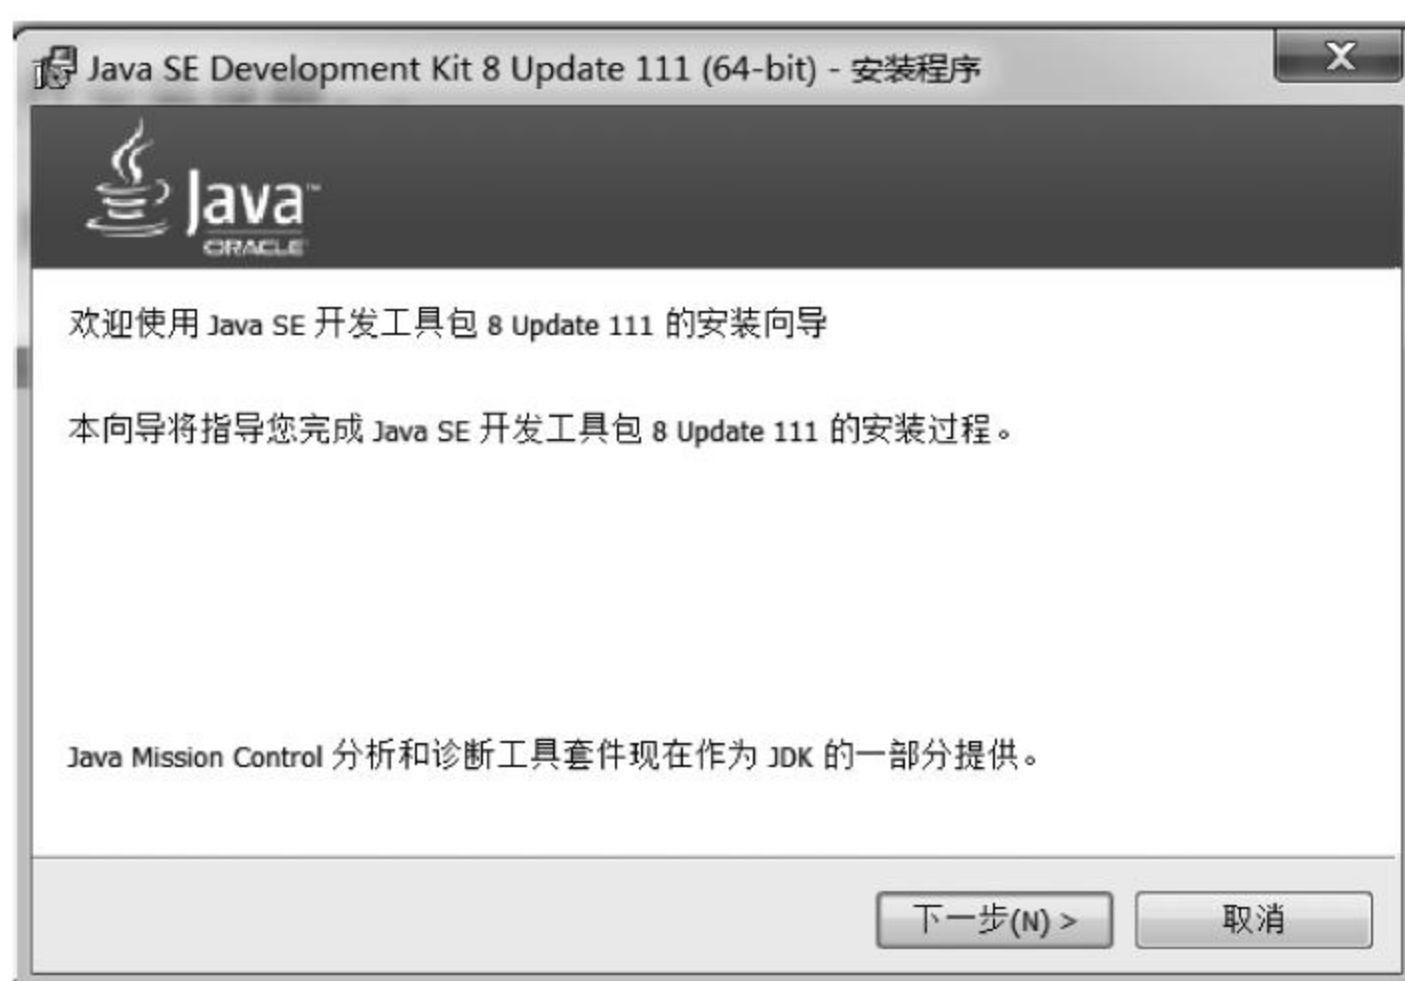 Java SE Development Kit 8 Update 111 (64-bit) - 安装程序
Java™
ORACLE
欢迎使用 Java SE 开发工具包 8 Update 111 的安装向导
本向导将指导您完成 Java SE 开发工具包 8 Update 111 的安装过程。
Java Mission Control 分析和诊断工具套件现在作为 JDK 的一部分提供。
下一步(N) >
取消